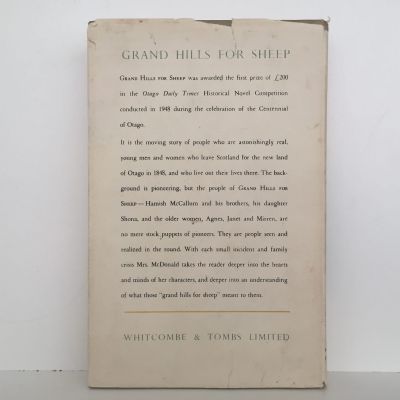 GRAND HILLS FOR SHEEP
GRAND HILLS FOR SHEEP was awarded the first prize of £200
in the Otago Daily Times Historical Novel Competition
conducted in 1948 during the celebration of the Centennial
of Otago.
It is the moving story of people who are astonishingly real,
young men and women who leave Scotland for the new land
of Otago in 1848, and who live out their lives there. The back-
ground is pioneering, but the people of GRAND HILLS FOR
SHEEP—Hamish McCallum and his brothers, his daughter
Shona, and the older women, Agnes, Janet and Mirren, are
no mere stock puppets of pioneers. They are people seen and
realized in the round. With each small incident and family
crisis Mrs. McDonald takes the reader deeper into the hearts
and minds of her characters, and deeper into an understanding
of what those "grand hills for sheep" meant to them.
WHITCOMBE & TOMBS LIMITED